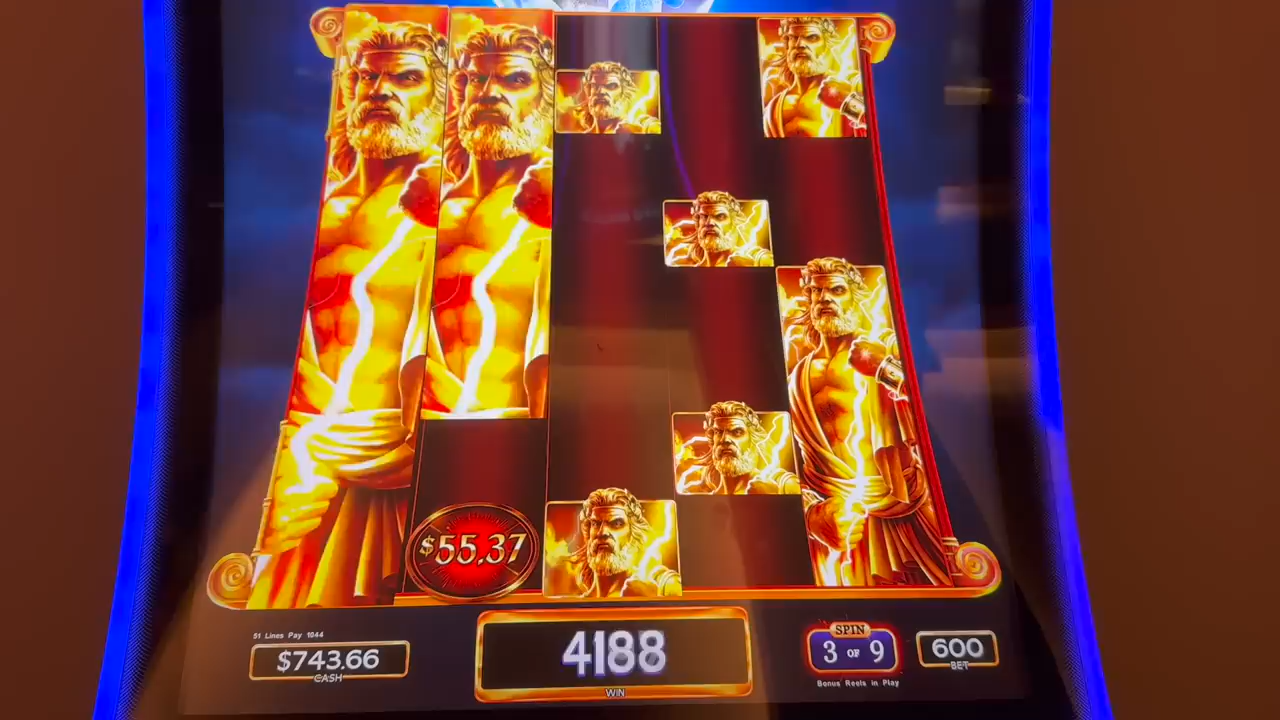 $55.37
51 Lines Pay 1044
$743.66
CASH
4188
WIN
SPIN
3 OF 9
Bonus Reels in Play
600
BET